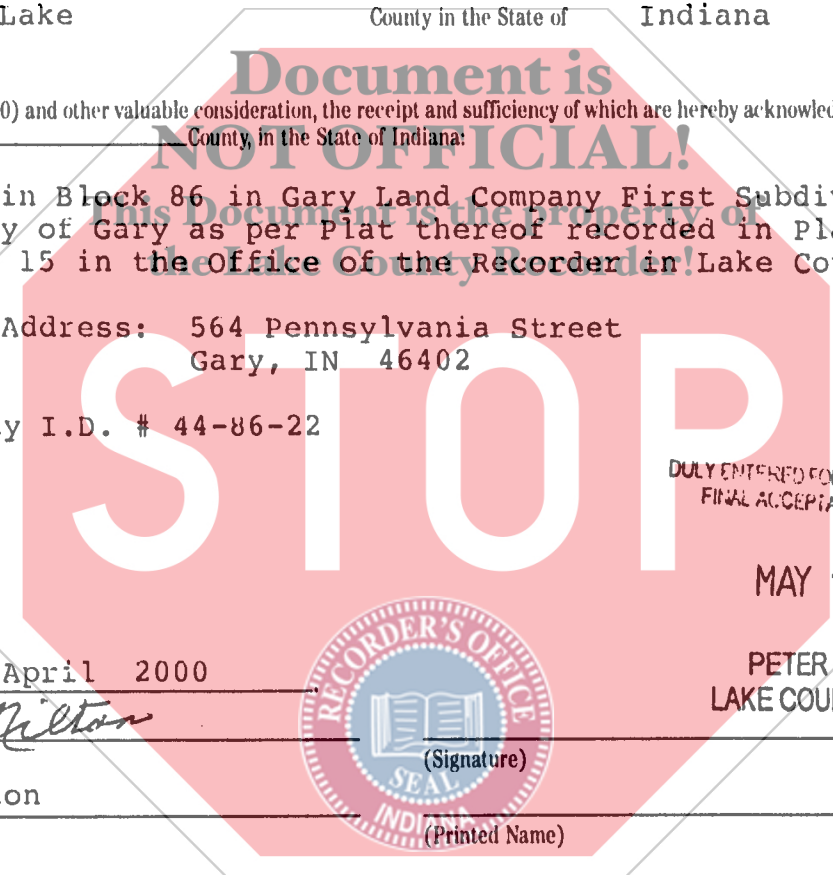 Lake County in the State of Indiana
Document is
0) and other valuable consideration, the receipt and sufficiency of which are hereby acknowled
NOT OFFICIAL!
County, in the State of Indiana:
in Block 86 in Gary Land Company First Subdi
This Document is the property of
y of Gary as per Plat thereof recorded in Pla
the Lake County Recorder!
15 in the Office of the Recorder in Lake Cou
Address: 564 Pennsylvania Street
Gary, IN 46402
y I.D. # 44-86-22
STOP
DULY ENTERED FO
FINAL ACCEPTA
MAY
RECORDER'S OFFICE
SEAL
INDIANA
April 2000
PETER
LAKE COU
Milton
(Signature)
on
(Printed Name)